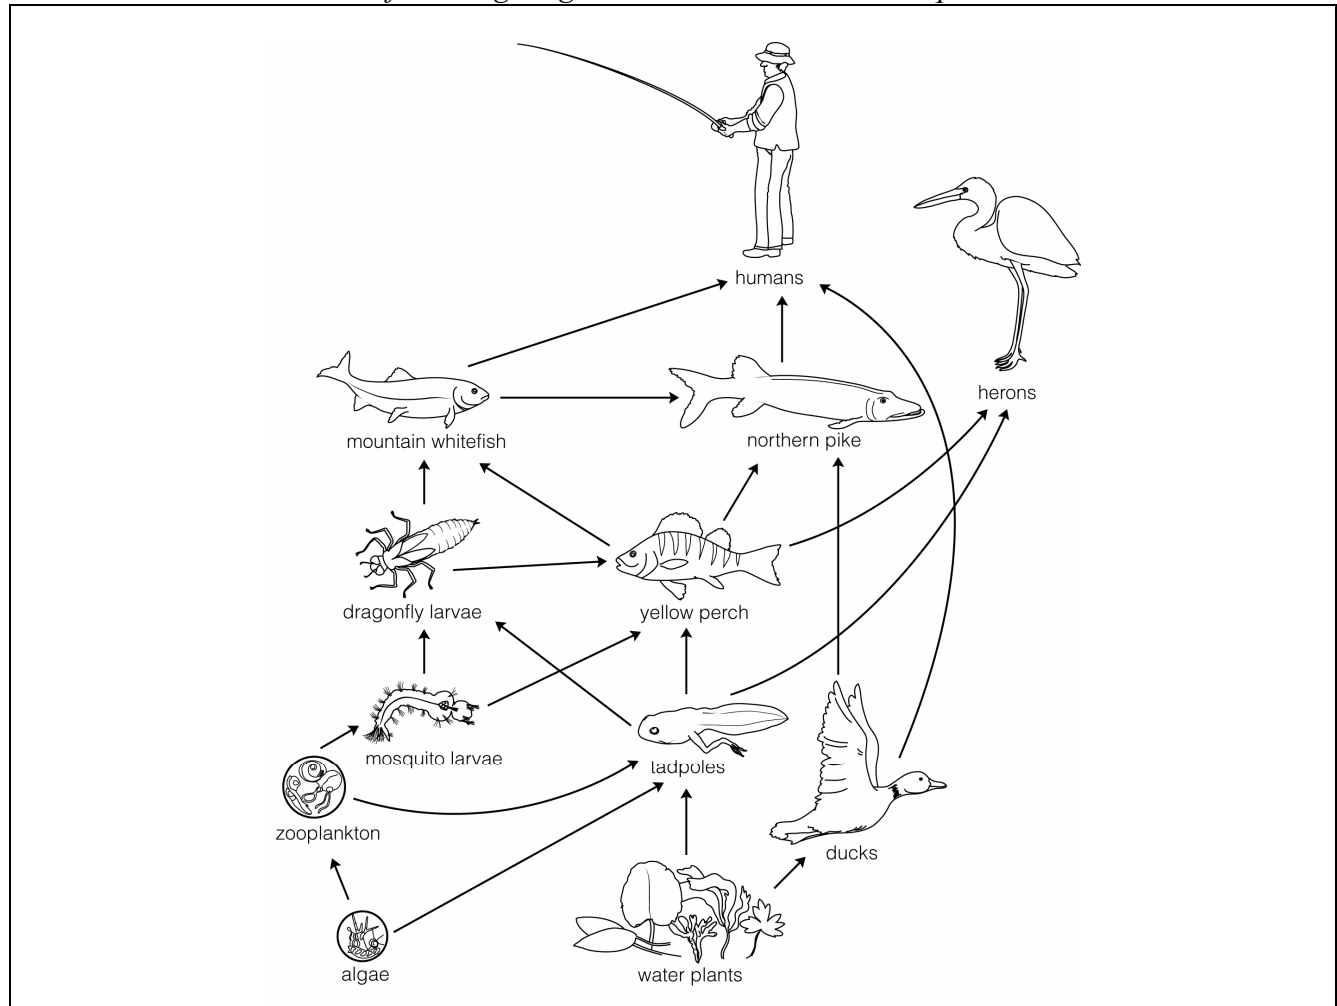 humans
herons
mountain whitefish
northern pike
dragonfly larvae
yellow perch
mosquito larvae
tadpoles
zooplankton
ducks
algae
water plants